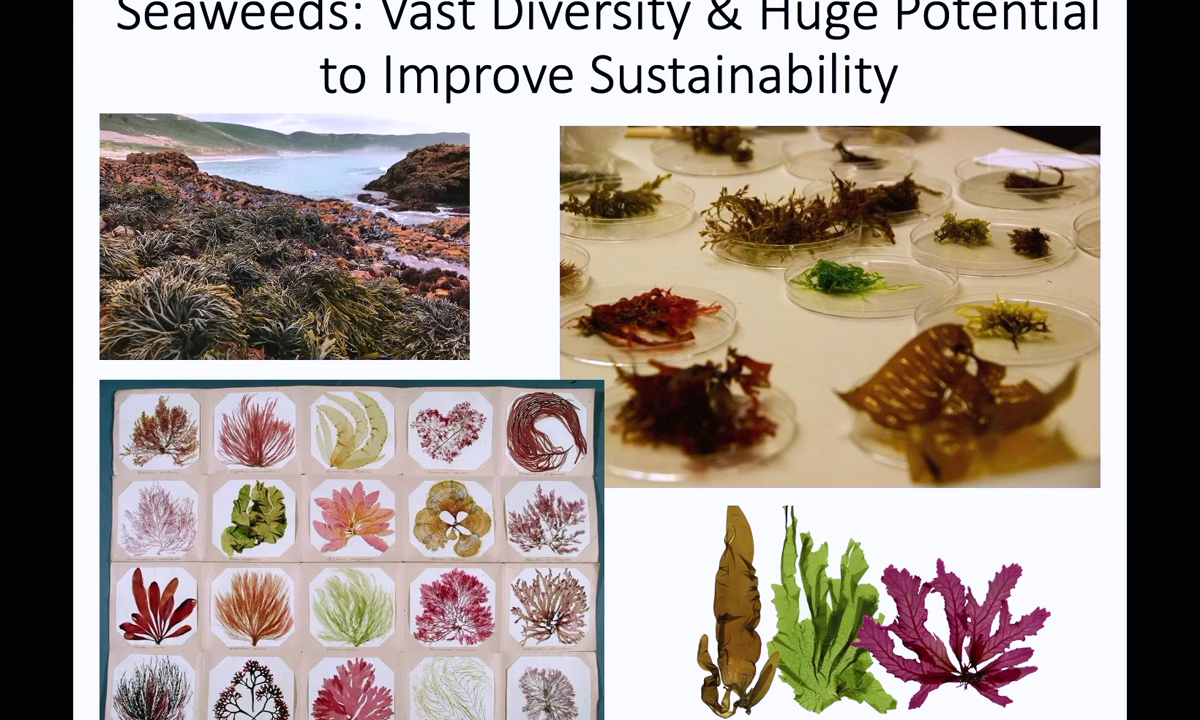 Seaweeds: Vast Diversity & Huge Potential
to Improve Sustainability